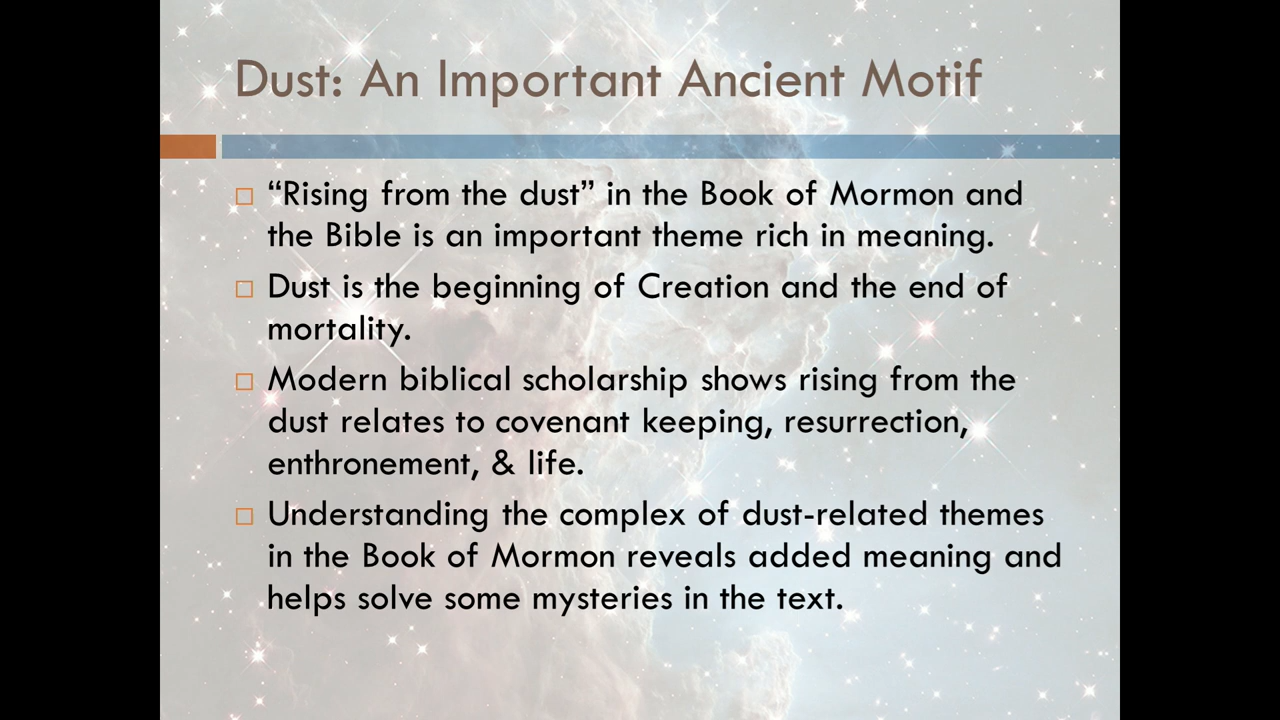 Dust: An Important Ancient Motif
“Rising from the dust” in the Book of Mormon and
the Bible is an important theme rich in meaning.
Dust is the beginning of Creation and the end of
mortality.
Modern biblical scholarship shows rising from the
dust relates to covenant keeping, resurrection,
enthronement, & life.
Understanding the complex of dust-related themes
in the Book of Mormon reveals added meaning and
helps solve some mysteries in the text.